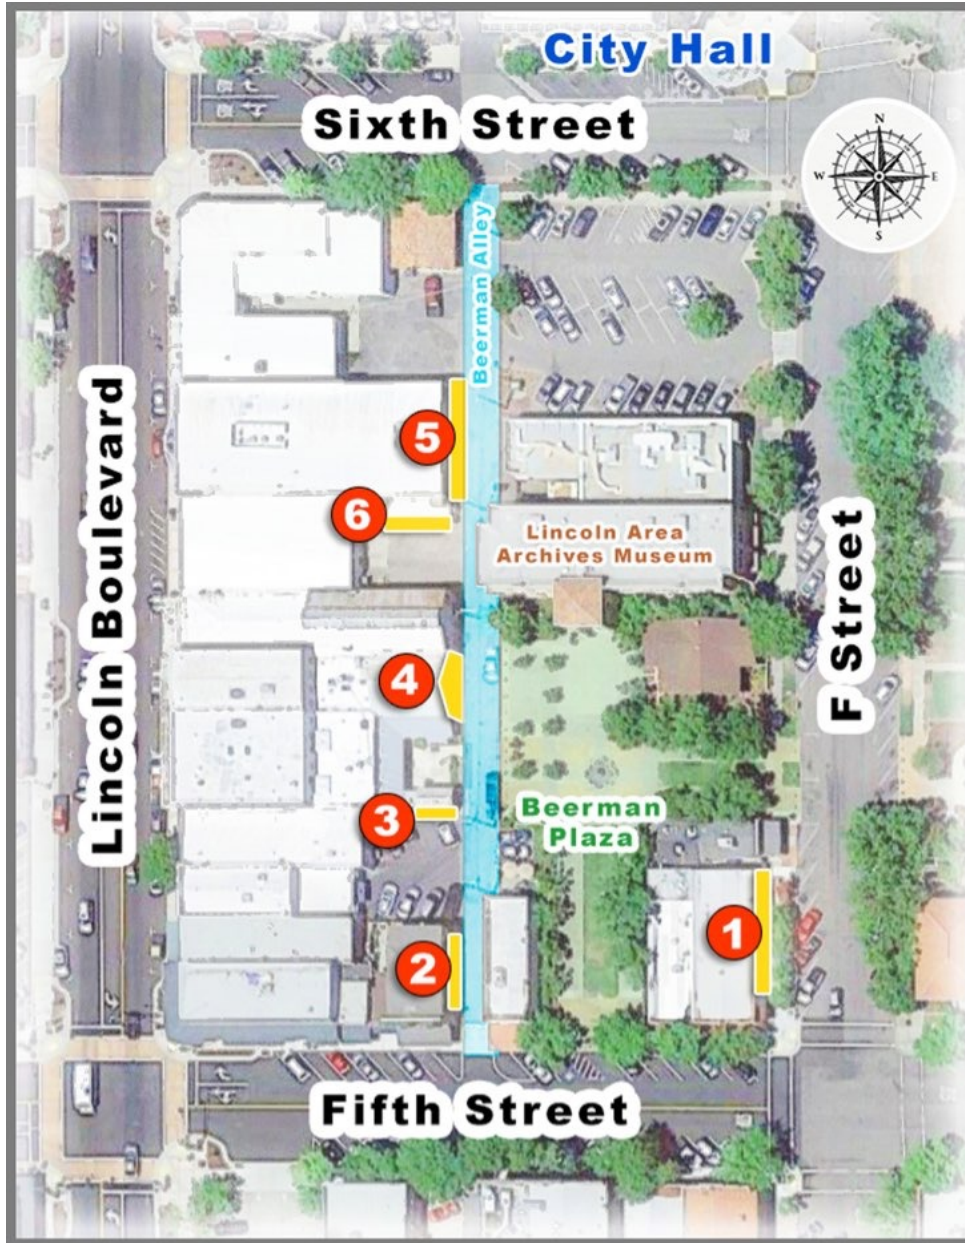 City Hall
Sixth Street
N
W
E
S
Beerman Alley
5
6
Lincoln Area
Archives Museum
Lincoln Boulevard
F Street
4
Beerman
Plaza
3
1
2
Fifth Street